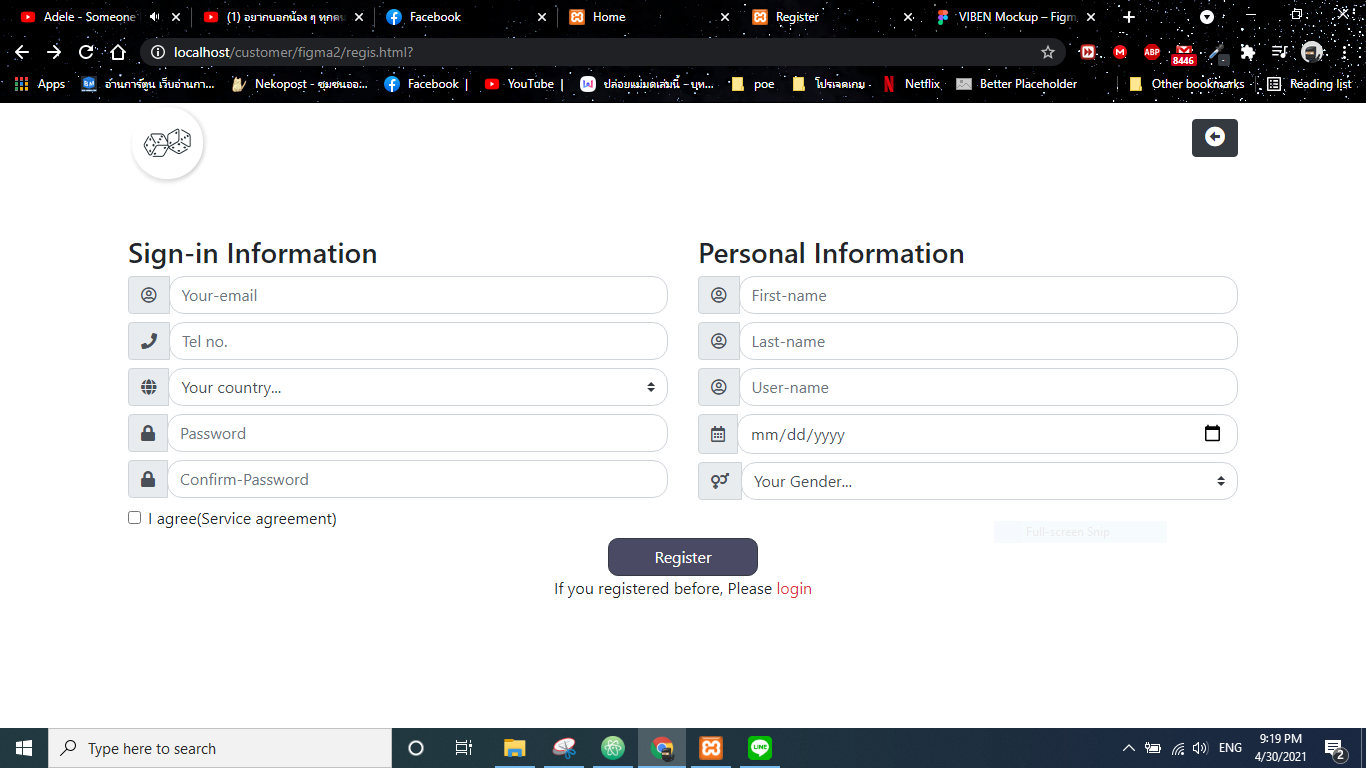 Adele - Someone
(1) อยากบอกน้อง ๆ ทุกคน
Facebook
Home
Register
VIBEN Mockup – Figm
localhost/customer/figma2/regis.html?
ABP
8446
Apps
อ่านการ์ตูน เว็บอ่านกา...
Nekopost - ชุมชนออ...
Facebook |
YouTube |
ปล่อยแม่มดเสมนี้ – บุท...
poe
โปรเจคเกม
Netflix
Better Placeholder
Other bookmarks
Reading list
Sign-in Information
Your-email
Tel no.
Your country...
Password
Confirm-Password
I agree(Service agreement)
Personal Information
First-name
Last-name
User-name
mm/dd/yyyy
Your Gender...
Full-screen Snip
Register
If you registered before, Please login
Type here to search
LINE
ENG
9:19 PM
4/30/2021
2